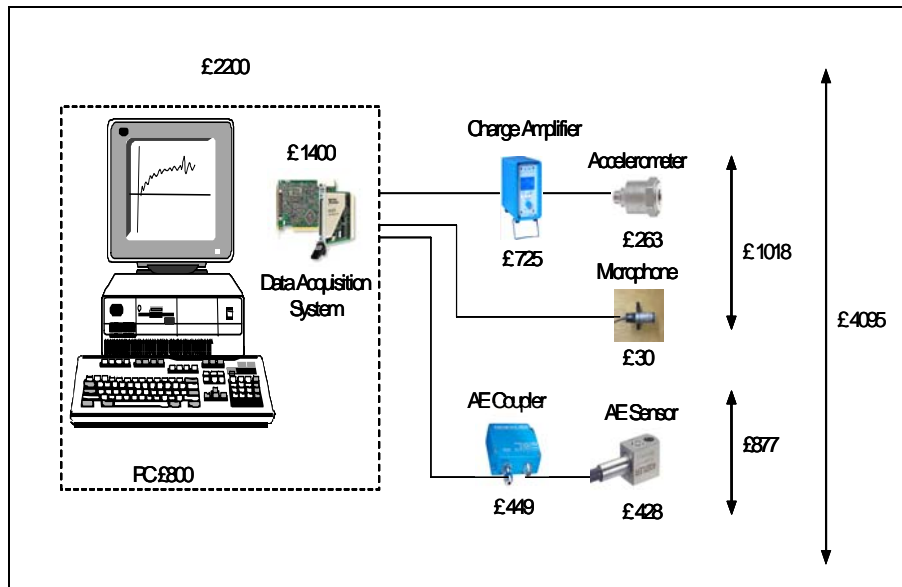 £2200
£1400
Data Acquisition
System
PC £800
Charge Amplifier
£725
Accelerometer
£263
Microphone
£30
£1018
AE Coupler
£449
AE Sensor
£428
£877
£4095